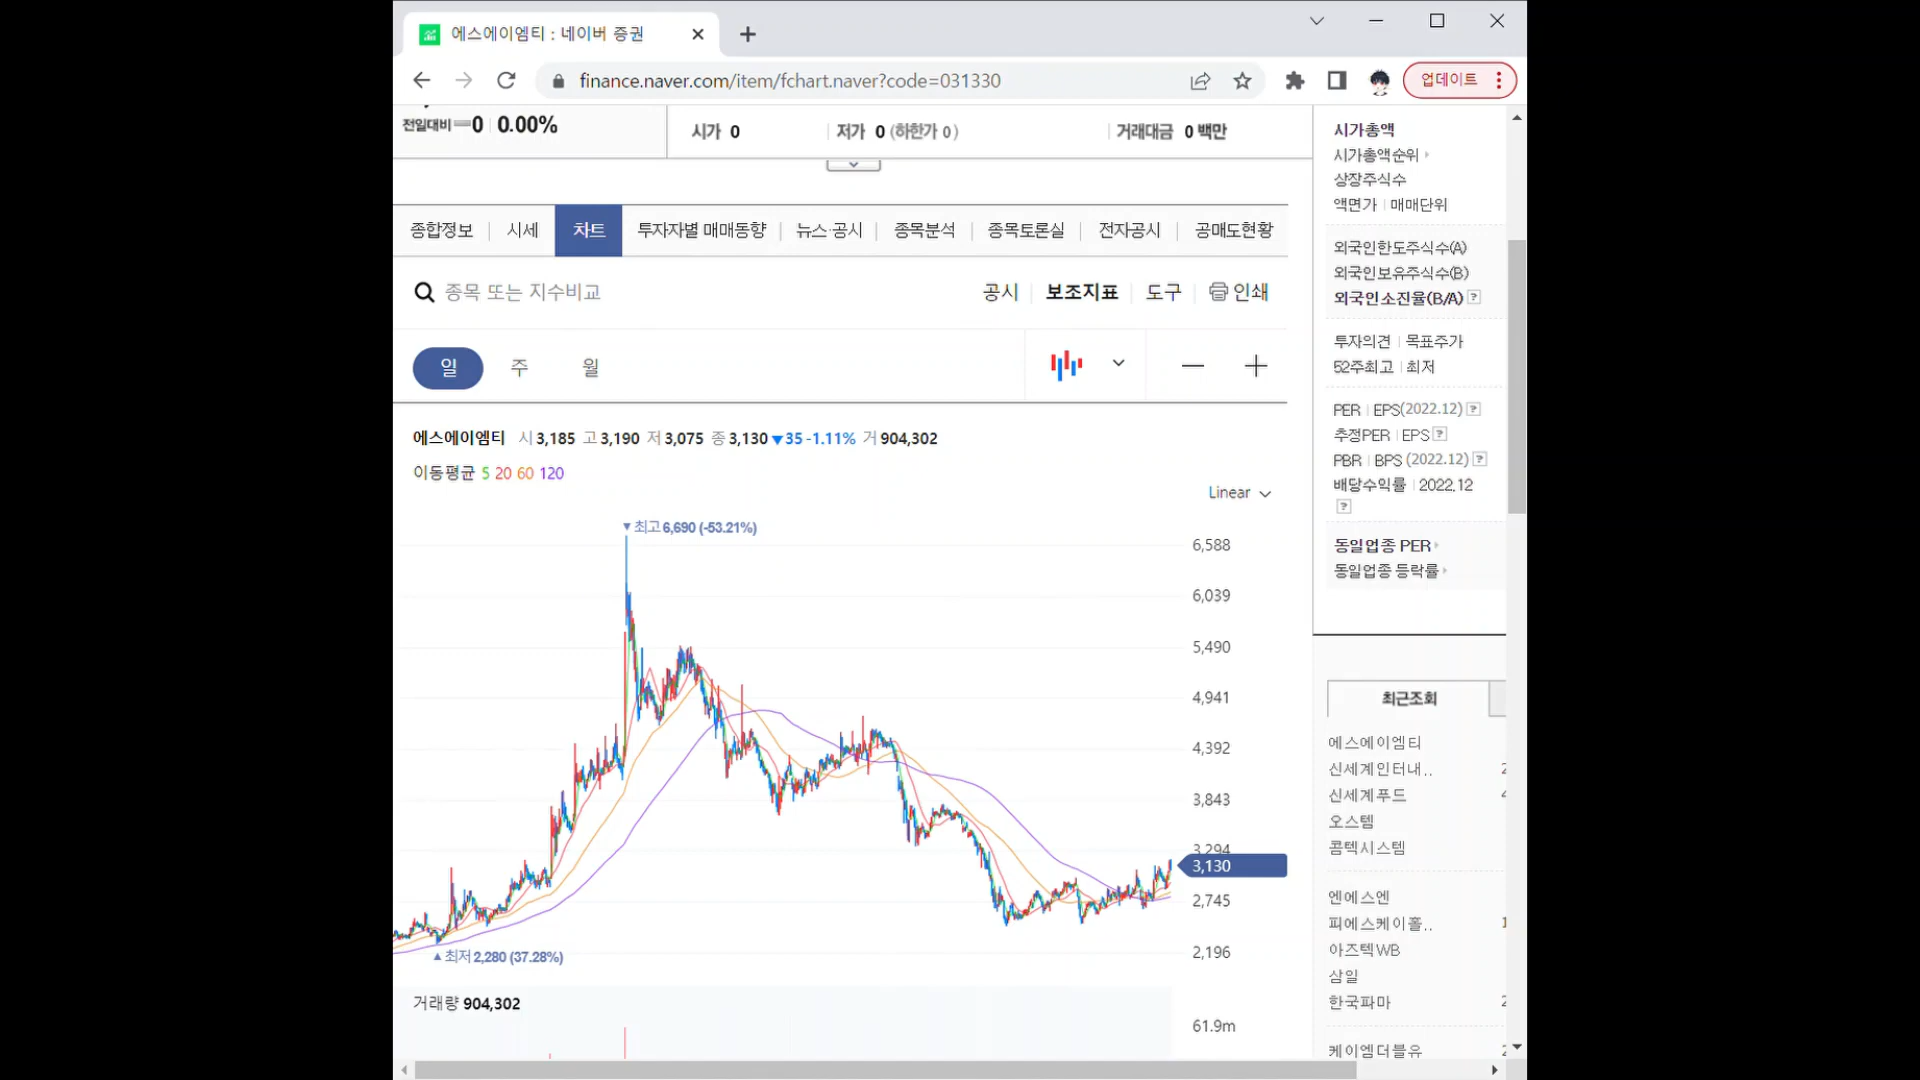 에스에이엠티 : 네이버 증권
finance.naver.com/item/fchart.naver?code=031330
업데이트
전일대비 0 0.00%
시가 0 저가 0 (하한가 0) 거래대금 0 백만
종합정보 시세 차트 투자자별 매매동향 뉴스·공시 종목분석 종목토론실 전자공시 공매도현황
종목 또는 지수비교
공시 보조지표 도구 인쇄
일 주 월
에스에이엠티 시 3,185 고 3,190 저 3,075 종 3,130 ▼35 -1.11% 거 904,302
이동평균 5 20 60 120
Linear
▼최고 6,690 (-53.21%)
6,588
6,039
5,490
4,941
4,392
3,843
3,294
3,130
2,745
2,196
▲최저 2,280 (37.28%)
거래량 904,302
61.9m
시가총액
시가총액순위
상장주식수
액면가 매매단위
외국인한도주식수(A)
외국인보유주식수(B)
외국인소진율(B/A) ?
투자의견 목표주가
52주최고 최저
PER EPS(2022.12) ?
추정PER EPS ?
PBR BPS (2022.12) ?
배당수익률 2022.12
?
동일업종 PER
동일업종 등락률
최근조회
에스에이엠티
신세계인터내..
신세계푸드
오스템
콤텍시스템
엔에스엔
피에스케이홀..
아즈텍WB
삼일
한국파마
케이엠더블유